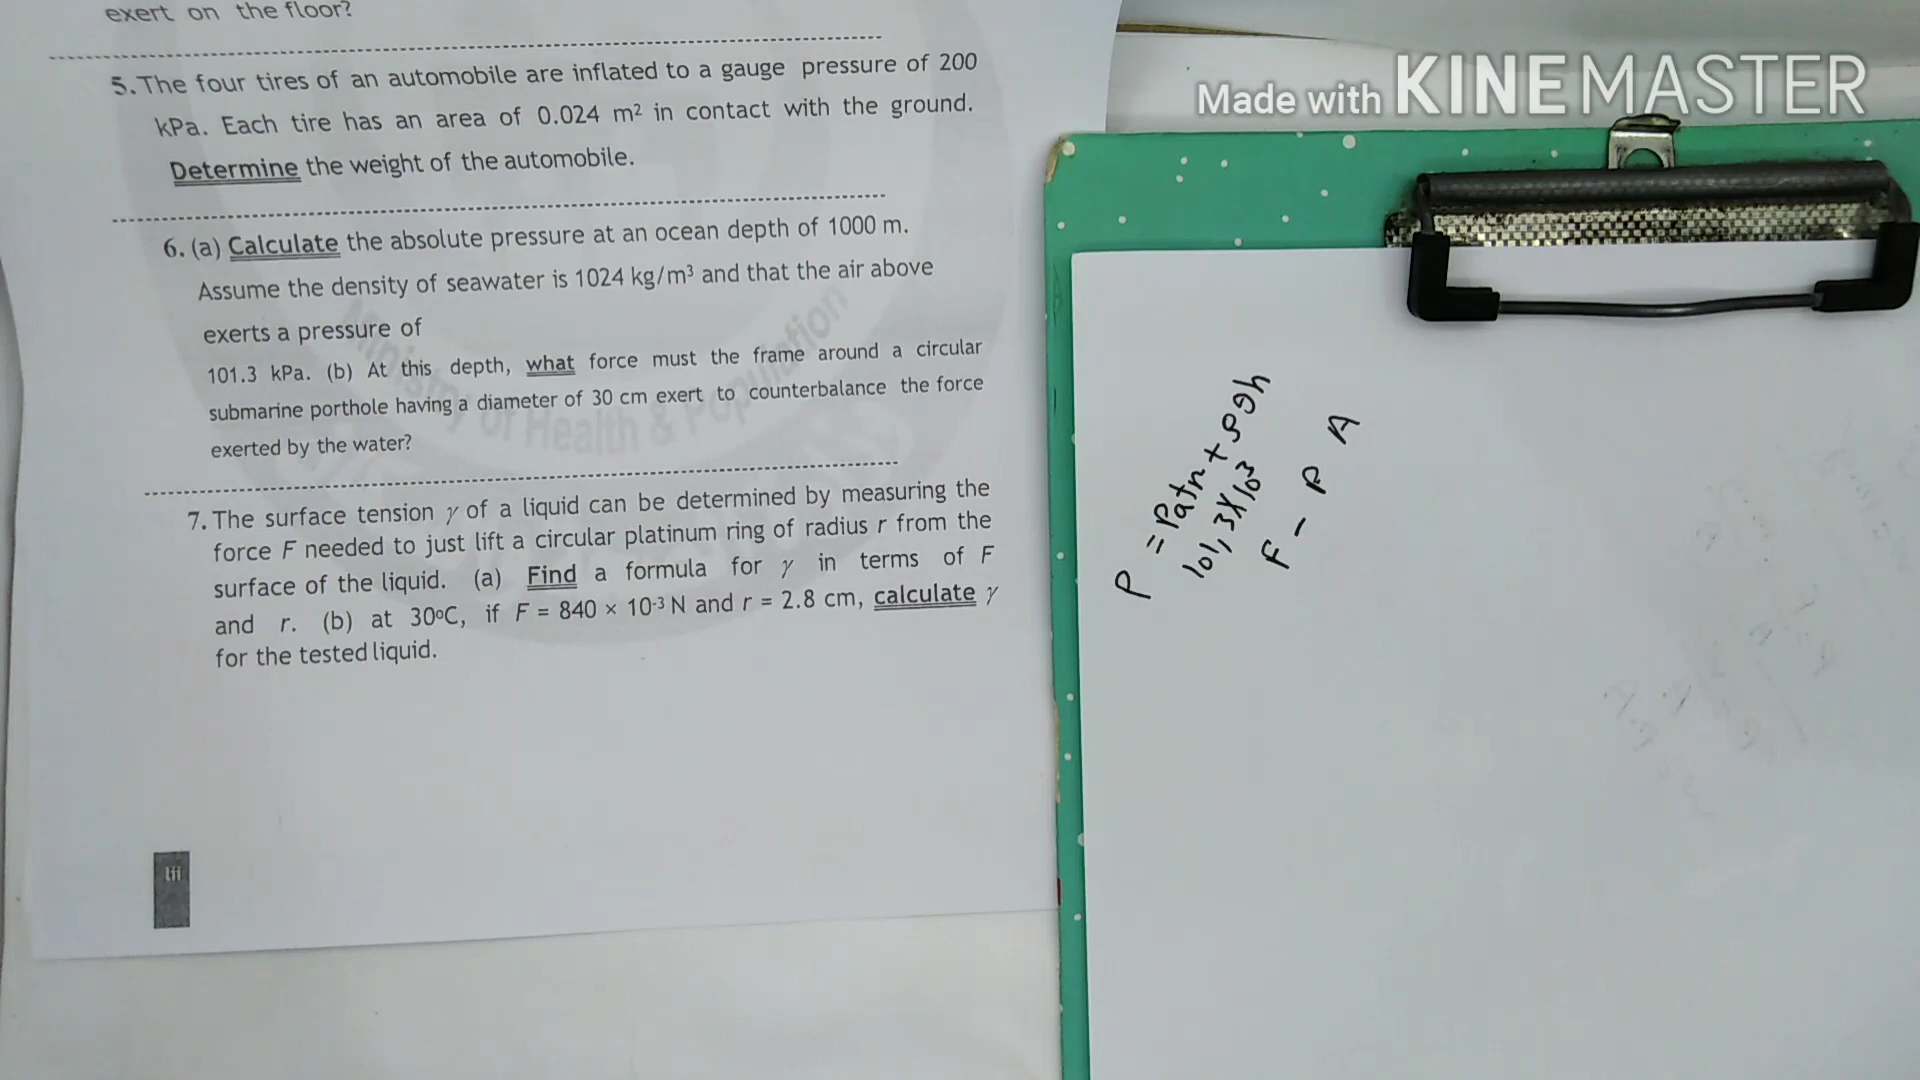 exert on the floor?
5. The four tires of an automobile are inflated to a gauge pressure of 200
kPa. Each tire has an area of 0.024 m² in contact with the ground.
Determine the weight of the automobile.
6. (a) Calculate the absolute pressure at an ocean depth of 1000 m.
Assume the density of seawater is 1024 kg/m³ and that the air above
exerts a pressure of
101.3 kPa. (b) At this depth, what force must the frame around a circular
submarine porthole having a diameter of 30 cm exert to counterbalance the force
exerted by the water?
7. The surface tension γ of a liquid can be determined by measuring the
force F needed to just lift a circular platinum ring of radius r from the
surface of the liquid. (a) Find a formula for γ in terms of F
and r. (b) at 30ºC, if F = 840 × 10⁻³ N and r = 2.8 cm, calculate γ
for the tested liquid.
Ministry of Health & Population
Made with KINEMASTER
P = Patm + ρgh
101,3X10³
F - P A